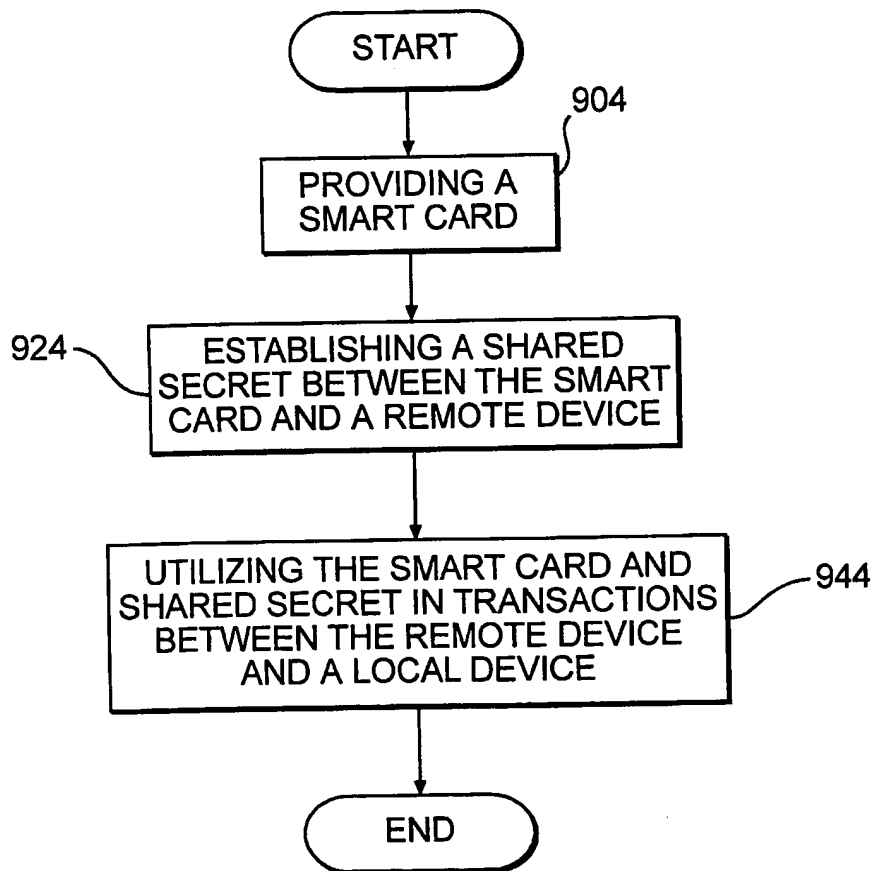 START
904
PROVIDING A
SMART CARD
924
ESTABLISHING A SHARED
SECRET BETWEEN THE SMART
CARD AND A REMOTE DEVICE
UTILIZING THE SMART CARD AND
SHARED SECRET IN TRANSACTIONS
BETWEEN THE REMOTE DEVICE
AND A LOCAL DEVICE
944
END